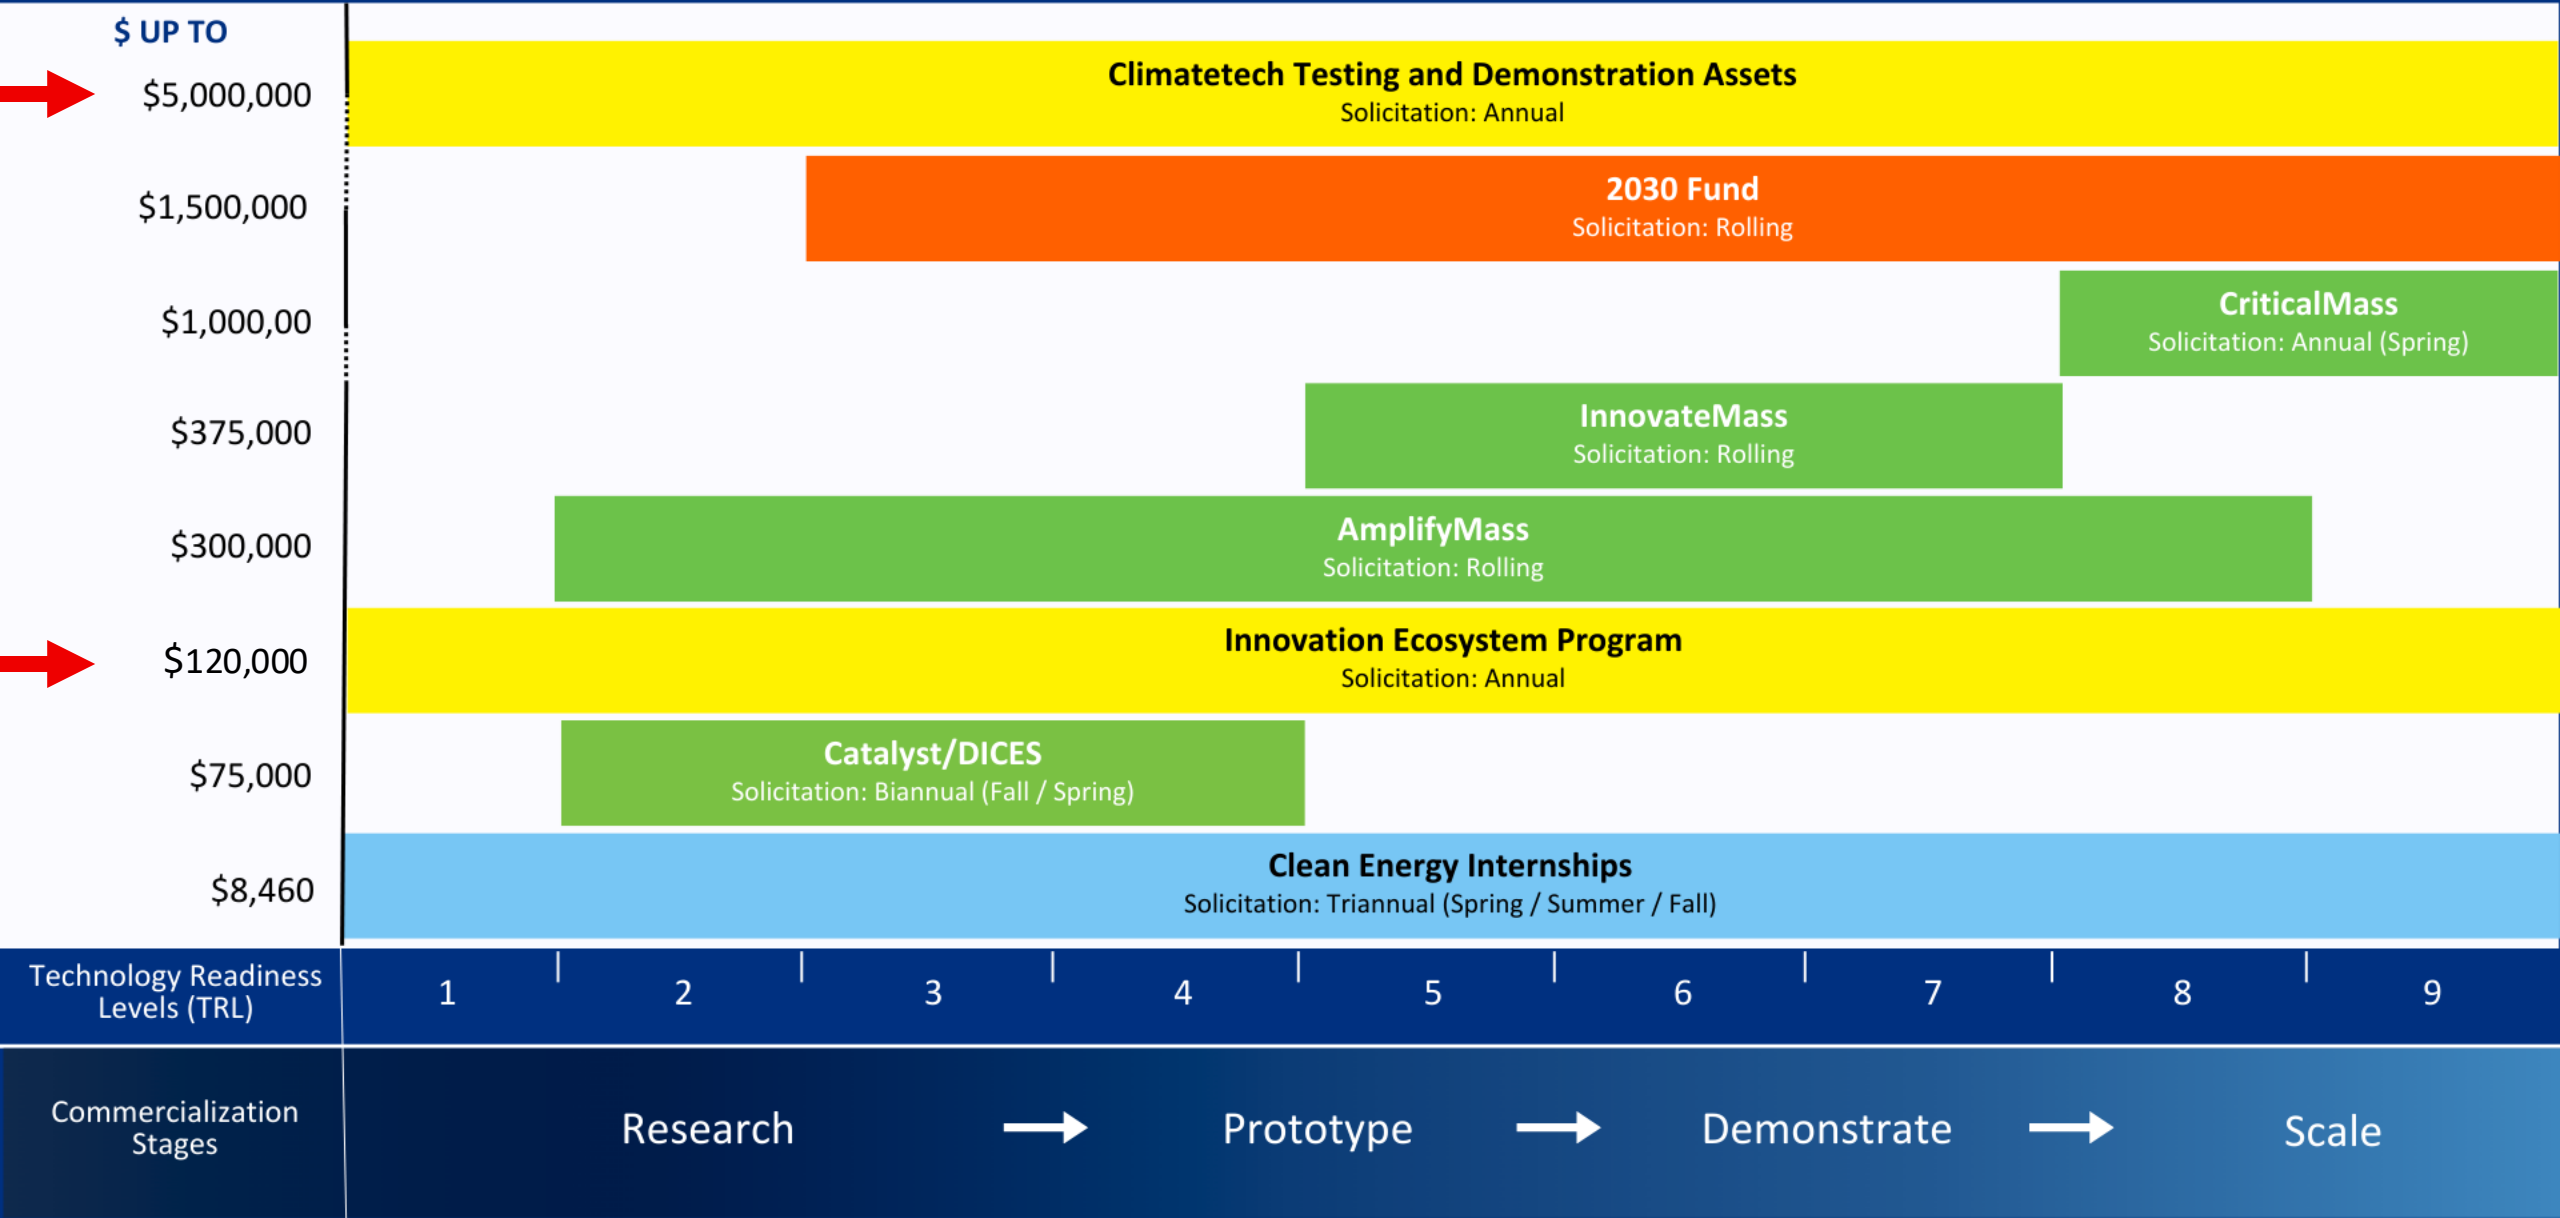 $ UP TO
$5,000,000
Climatetech Testing and Demonstration Assets
Solicitation: Annual
$1,500,000
2030 Fund
Solicitation: Rolling
$1,000,00
CriticalMass
Solicitation: Annual (Spring)
$375,000
InnovateMass
Solicitation: Rolling
$300,000
AmplifyMass
Solicitation: Rolling
$120,000
Innovation Ecosystem Program
Solicitation: Annual
$75,000
Catalyst/DICES
Solicitation: Biannual (Fall / Spring)
$8,460
Clean Energy Internships
Solicitation: Triannual (Spring / Summer / Fall)
Technology Readiness
Levels (TRL)
1 2 3 4 5 6 7 8 9
Commercialization
Stages
Research Prototype Demonstrate Scale